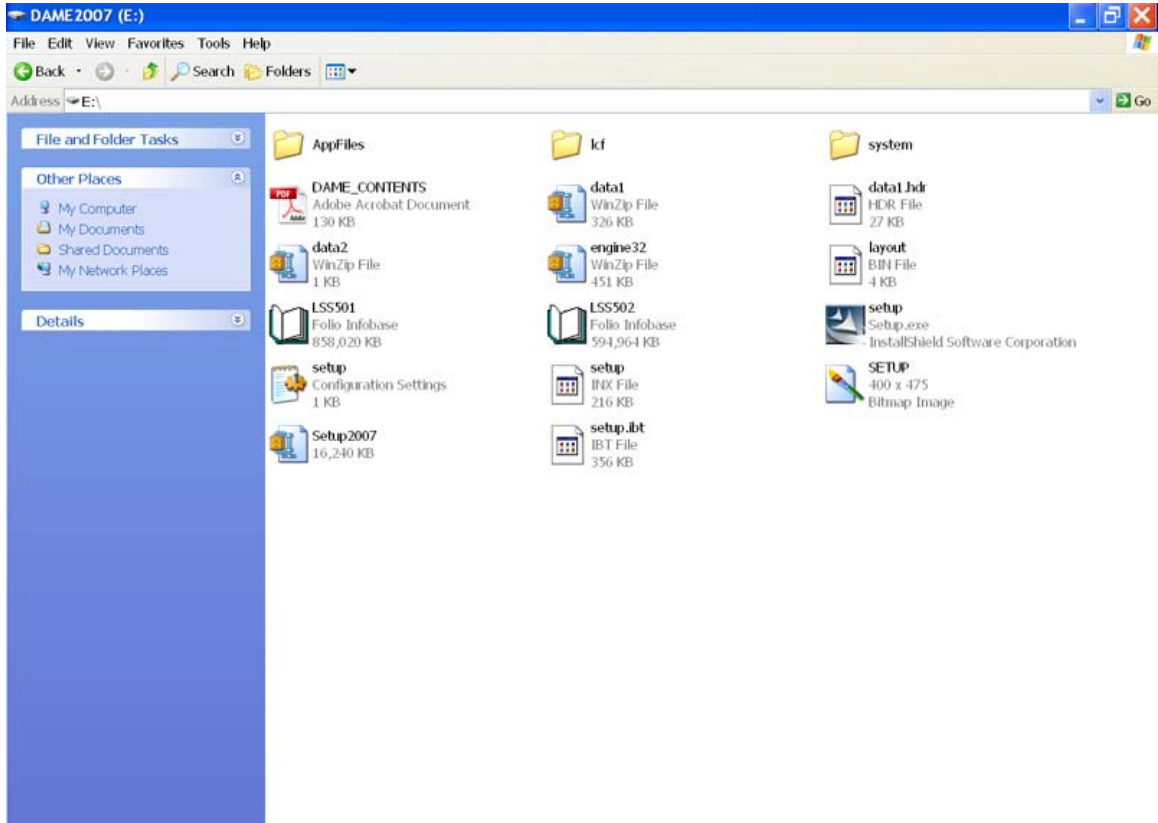 DAME2007 (E:)
File Edit View Favorites Tools Help
Back Search Folders
Address E:\ Go
File and Folder Tasks
Other Places
My Computer
My Documents
Shared Documents
My Network Places
Details
AppFiles
lcf
system
DAME_CONTENTS
Adobe Acrobat Document
130 KB
data1
WinZip File
326 KB
data1.hdr
HDR File
27 KB
data2
WinZip File
1 KB
engine32
WinZip File
451 KB
layout
BIN File
4 KB
LSS501
Folio Infobase
858,020 KB
LSS502
Folio Infobase
594,964 KB
setup
Setup.exe
InstallShield Software Corporation
setup
Configuration Settings
1 KB
setup
INX File
216 KB
SETUP
400 x 475
Bitmap Image
Setup2007
16,240 KB
setup.ibt
IBT File
356 KB